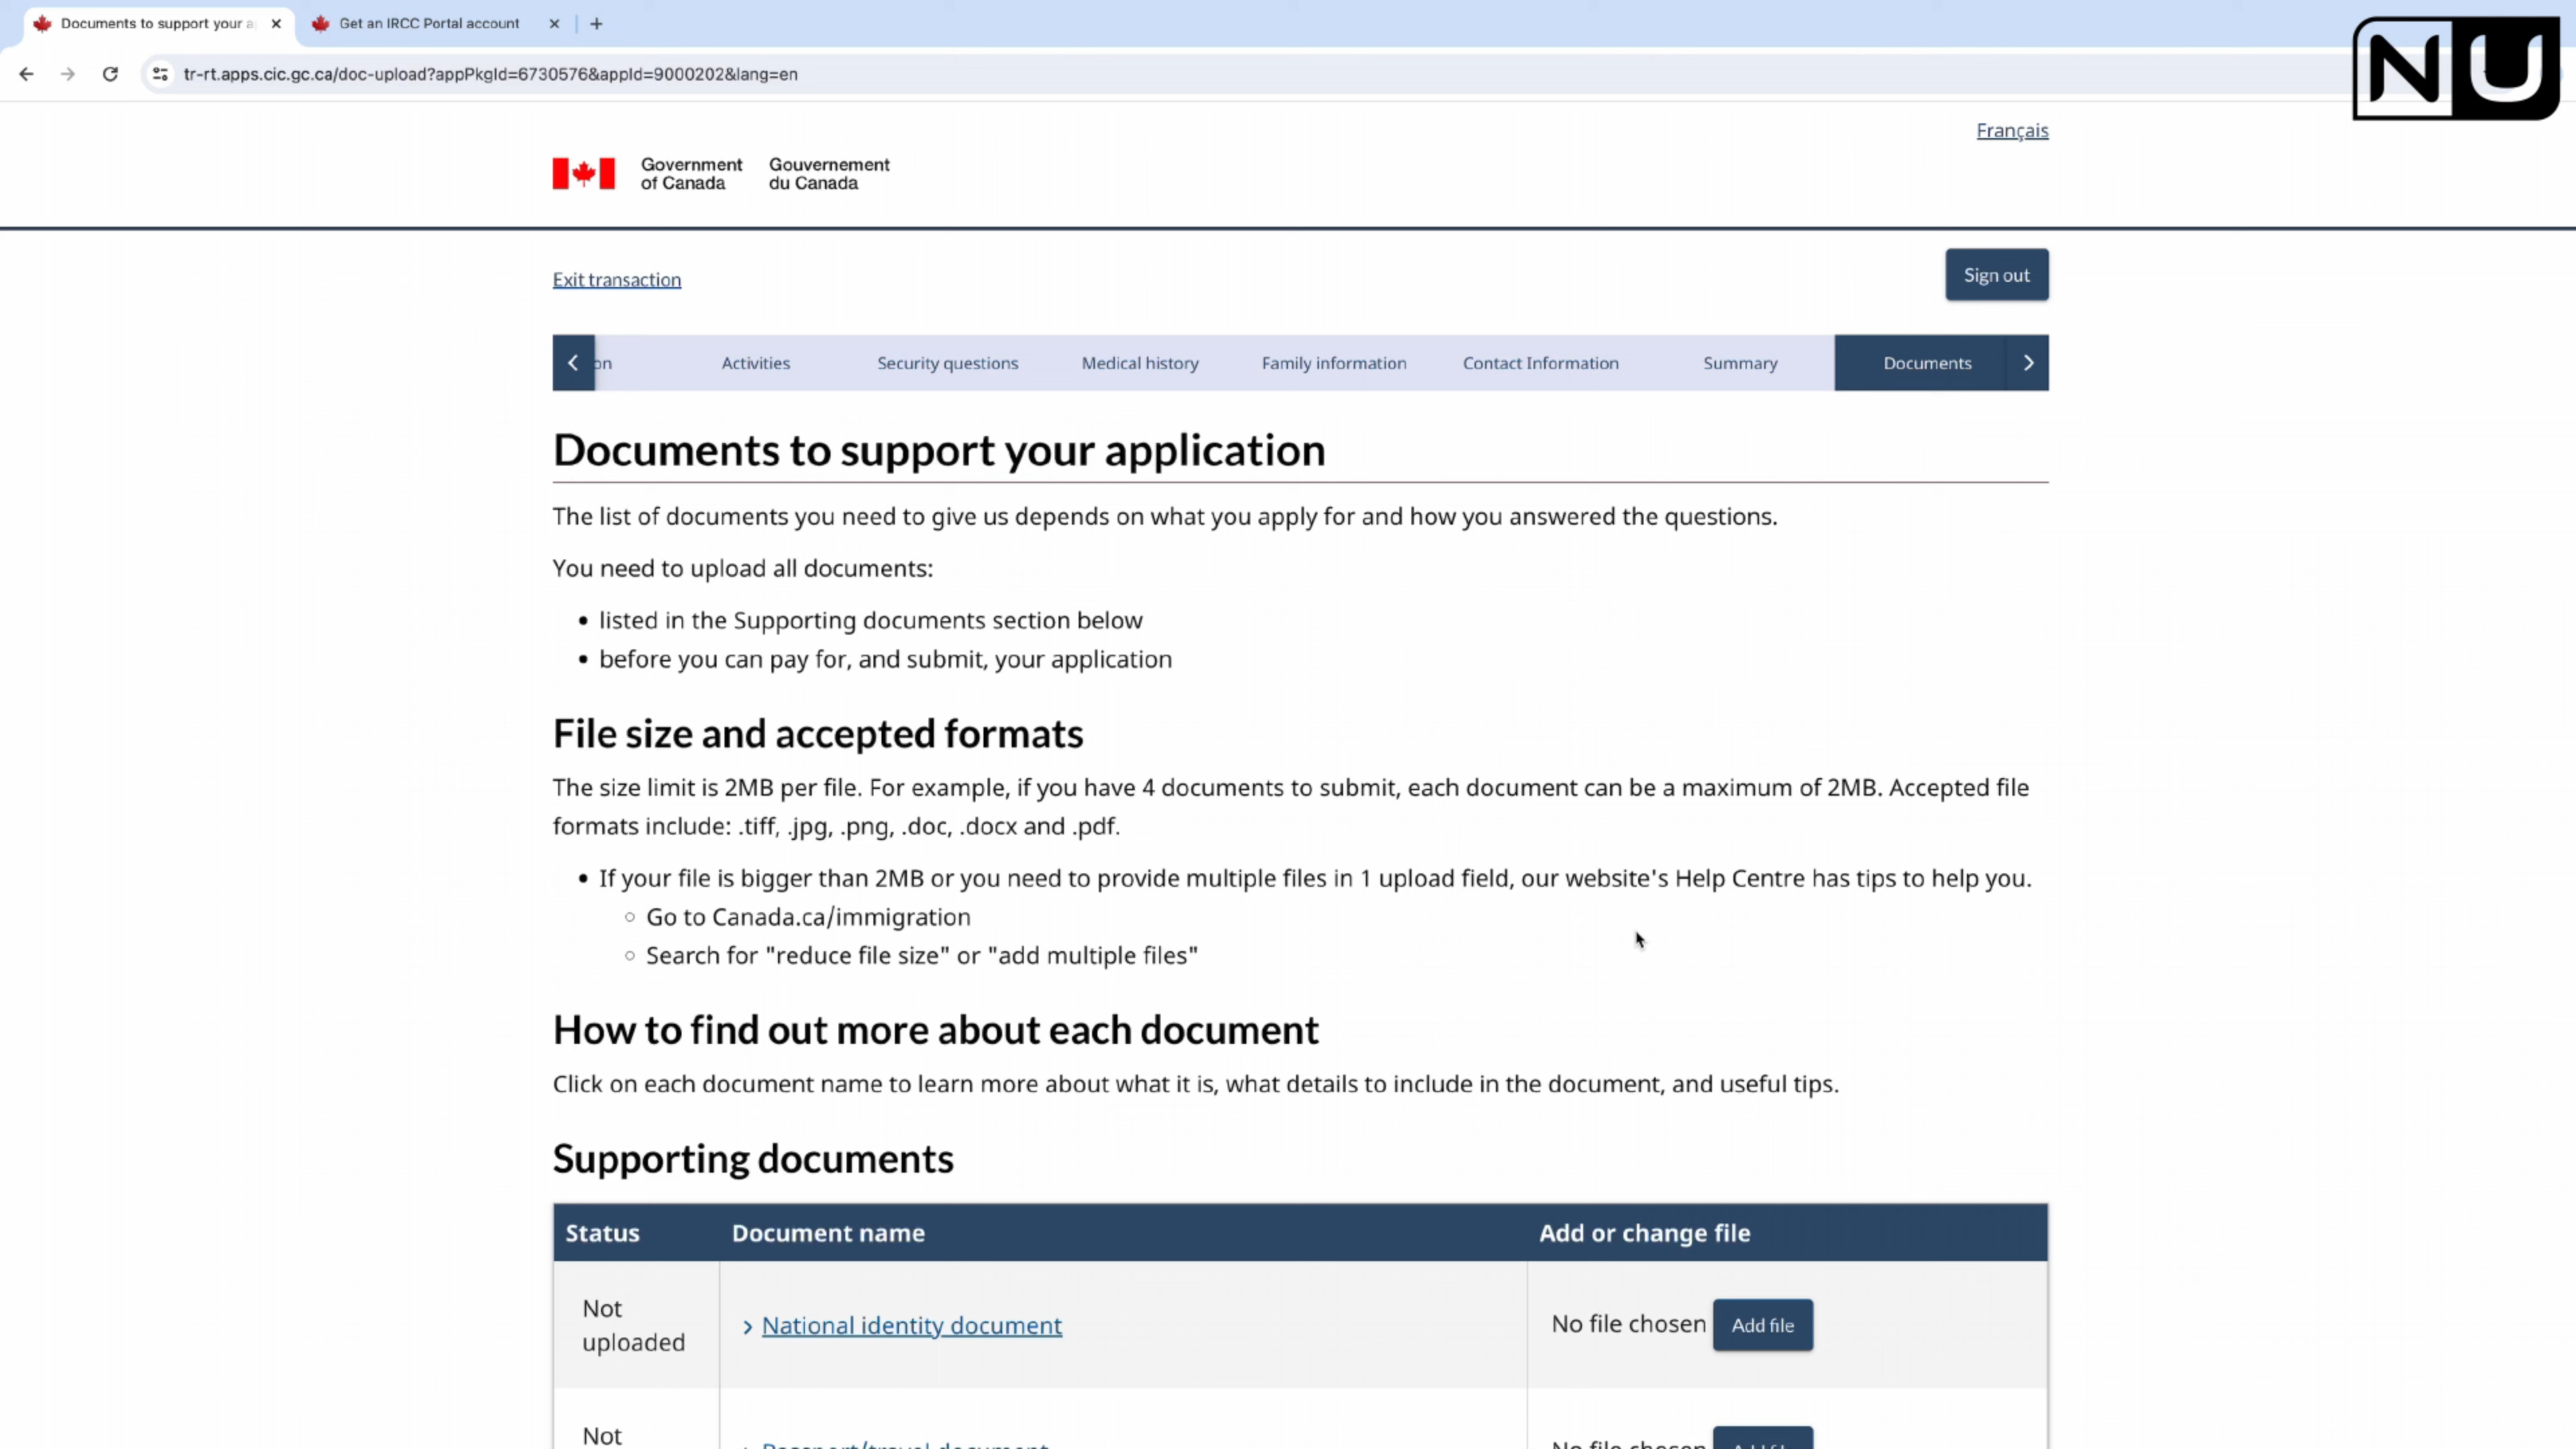 Documents to support your a
Get an IRCC Portal account
tr-rt.apps.cic.gc.ca/doc-upload?appPkgId=6730576&appId=9000202&lang=en
NU
Français
Government of Canada
Gouvernement du Canada
Exit transaction
Sign out
on Activities Security questions Medical history Family information Contact Information Summary Documents
Documents to support your application
The list of documents you need to give us depends on what you apply for and how you answered the questions.
You need to upload all documents:
• listed in the Supporting documents section below
• before you can pay for, and submit, your application
File size and accepted formats
The size limit is 2MB per file. For example, if you have 4 documents to submit, each document can be a maximum of 2MB. Accepted file
formats include: .tiff, .jpg, .png, .doc, .docx and .pdf.
• If your file is bigger than 2MB or you need to provide multiple files in 1 upload field, our website's Help Centre has tips to help you.
◦ Go to Canada.ca/immigration
◦ Search for "reduce file size" or "add multiple files"
How to find out more about each document
Click on each document name to learn more about what it is, what details to include in the document, and useful tips.
Supporting documents
Status Document name Add or change file
Not
uploaded
National identity document
No file chosen Add file
Not
Passport/travel document
No file chosen Add file